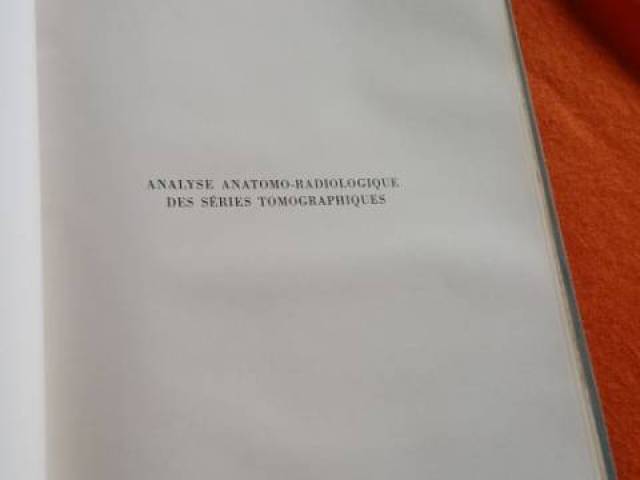 ANALYSE ANATOMO-RADIOLOGIQUE
DES SÉRIES TOMOGRAPHIQUES